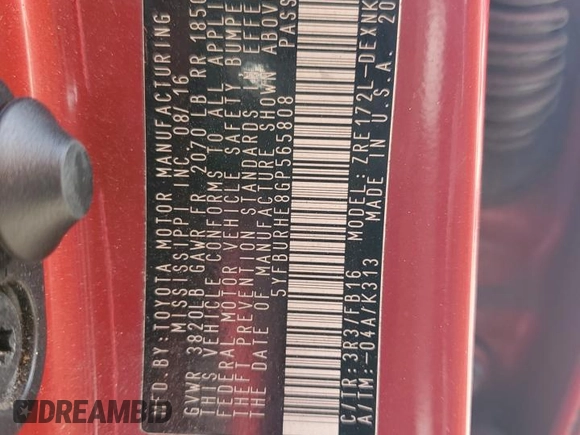 FD.BY:TOYOTA MOTOR MANUFACTURING
MISSISSIPPI INC. 08/16
GVWR 3820LB GAWR FR 2070 LB RR 1850
THIS VEHICLE CONFORMS TO ALL APPLI
FEDERAL MOTOR VEHICLE SAFETY BUMPE
THEFT PREVENTION STANDARDS IN EFFE
THE DATE OF MANUFACTURE SHOWN ABOV
5YFBURHE8GP565808 PASS
C/TR:3R3/FB16 MODEL:ZRE172L-DEXNK
A/TM:-04A/K313 MADE IN U.S.A. 20
DREAMBID